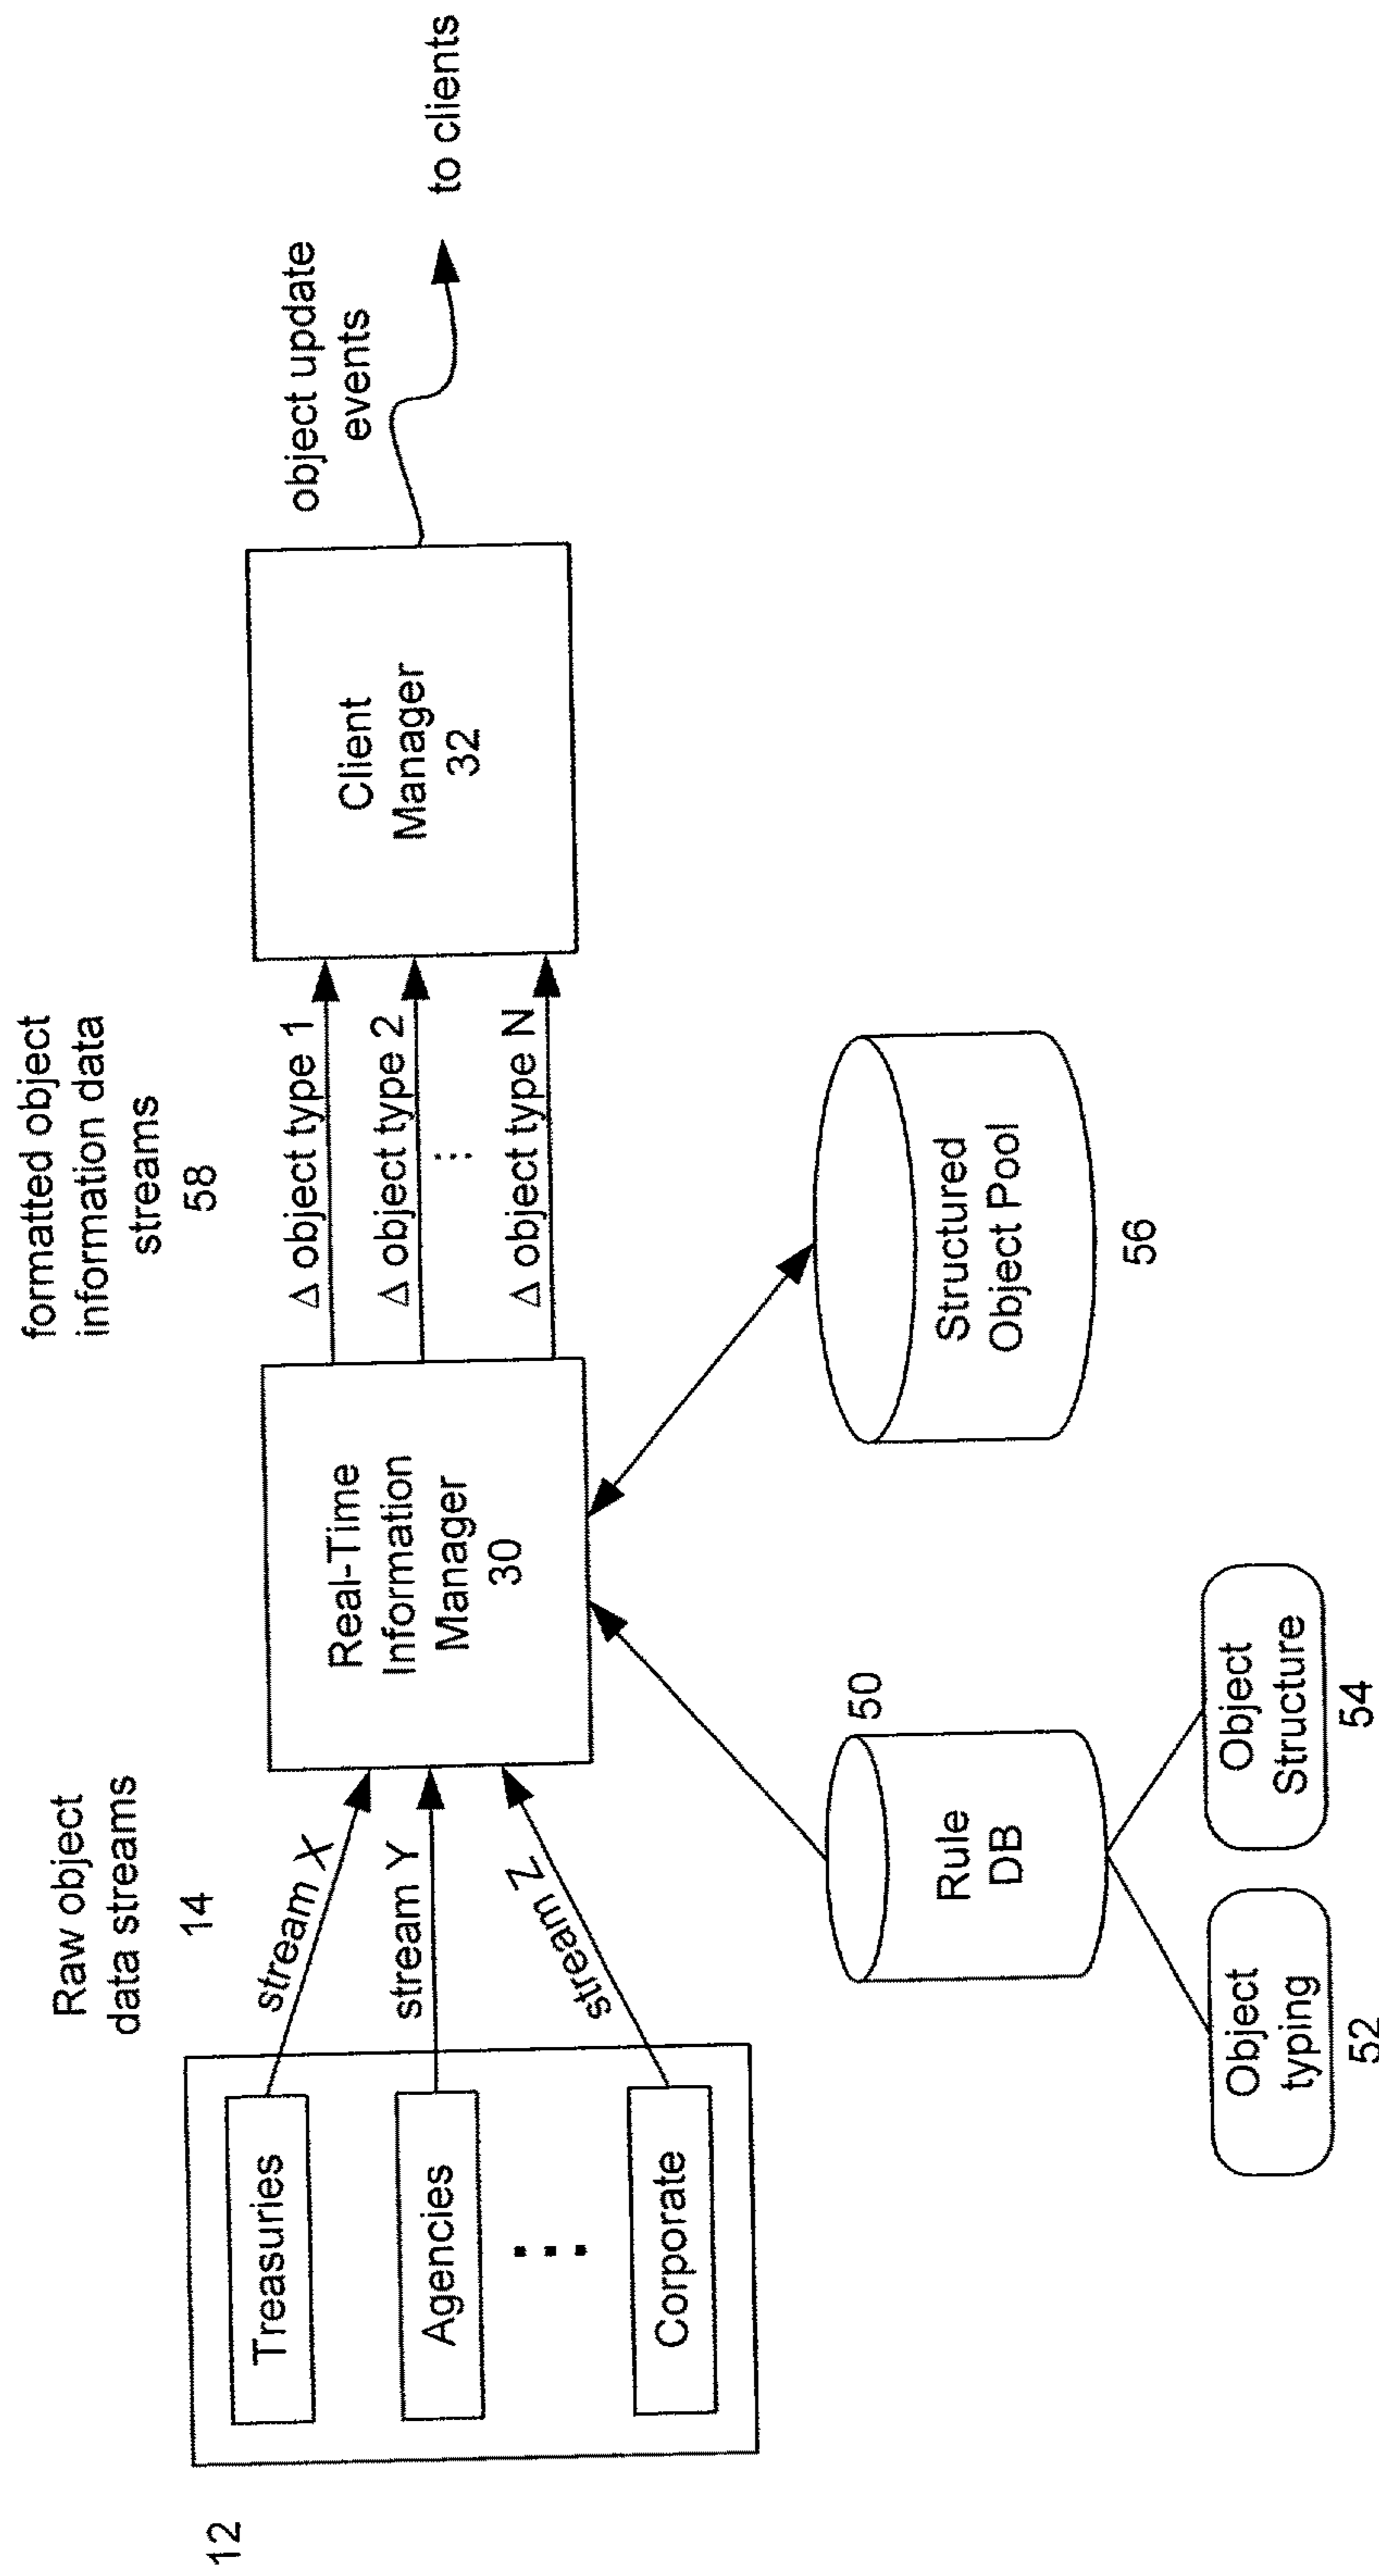 12
Treasuries
Agencies
Corporate
Raw object
data streams
14
stream X
stream Y
stream Z
Real-Time
Information
Manager
30
formatted object
information data
streams
58
Δ object type 1
Δ object type 2
Δ object type N
Client
Manager
32
object update
events
to clients
Rule
DB
50
Object
typing
52
Object
Structure
54
Structured
Object Pool
56